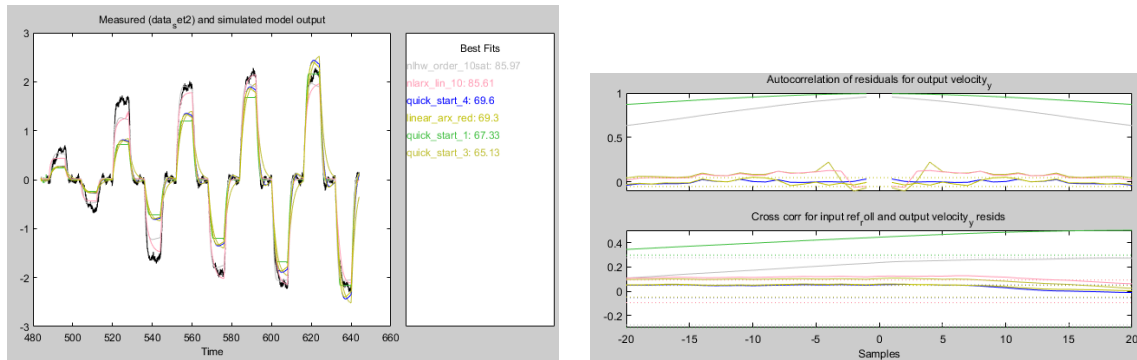 Measured (data_set2) and simulated model output
3
2
1
0
-1
-2
-3
480
500
520
540
560
580
600
620
640
660
Time
Best Fits
nlhw_order_10sat: 85.97
nlarx_lin_10: 85.61
quick_start_4: 69.6
linear_arx_red: 69.3
quick_start_1: 67.33
quick_start_3: 65.13
Autocorrelation of residuals for output velocity_y
1
0.5
0
Cross corr for input ref_roll and output velocity_y resids
0.4
0.2
0
-0.2
-20
-15
-10
-5
0
5
10
15
20
Samples